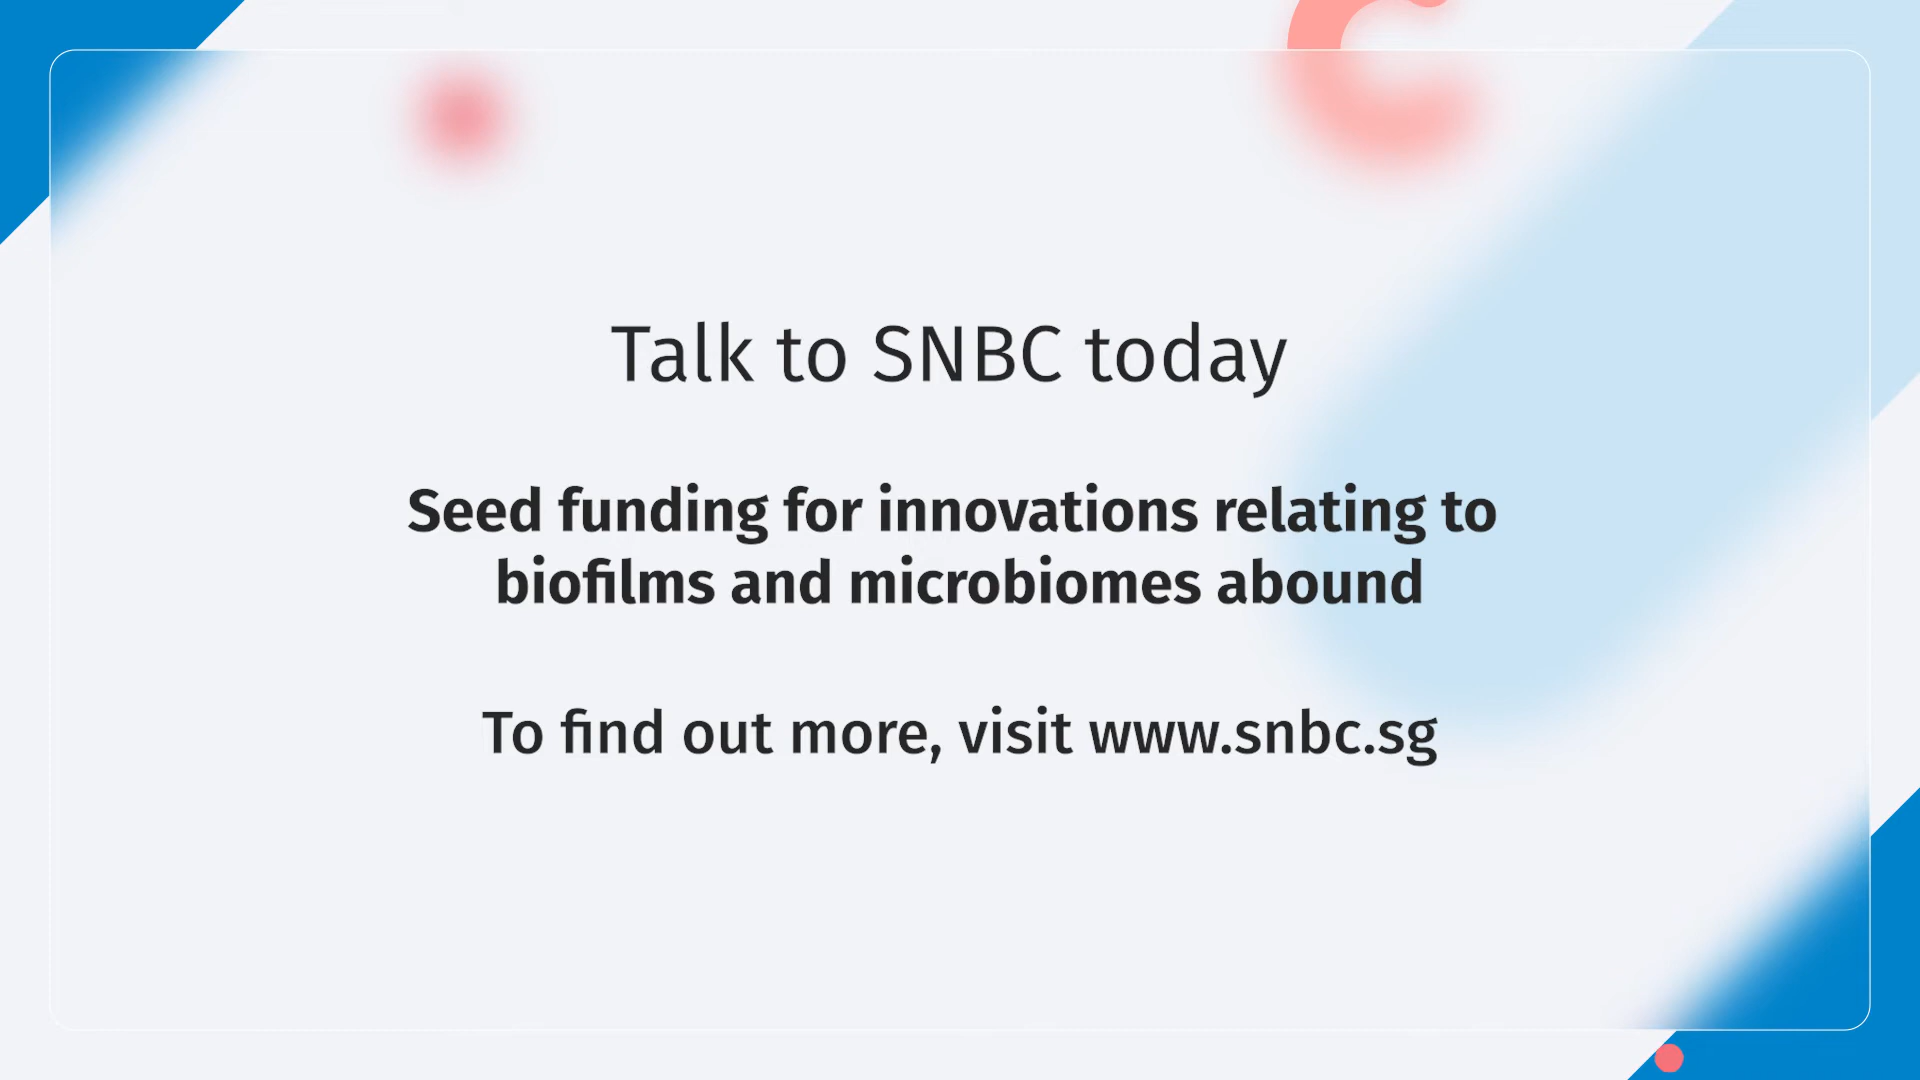 Talk to SNBC today
Seed funding for innovations relating to
biofilms and microbiomes abound
To find out more, visit www.snbc.sg